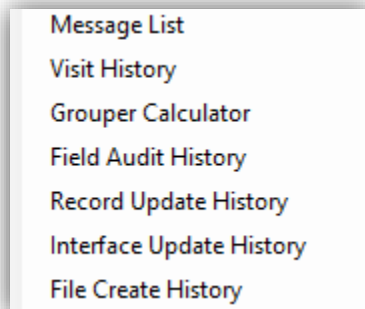 Message List
Visit History
Grouper Calculator
Field Audit History
Record Update History
Interface Update History
File Create History